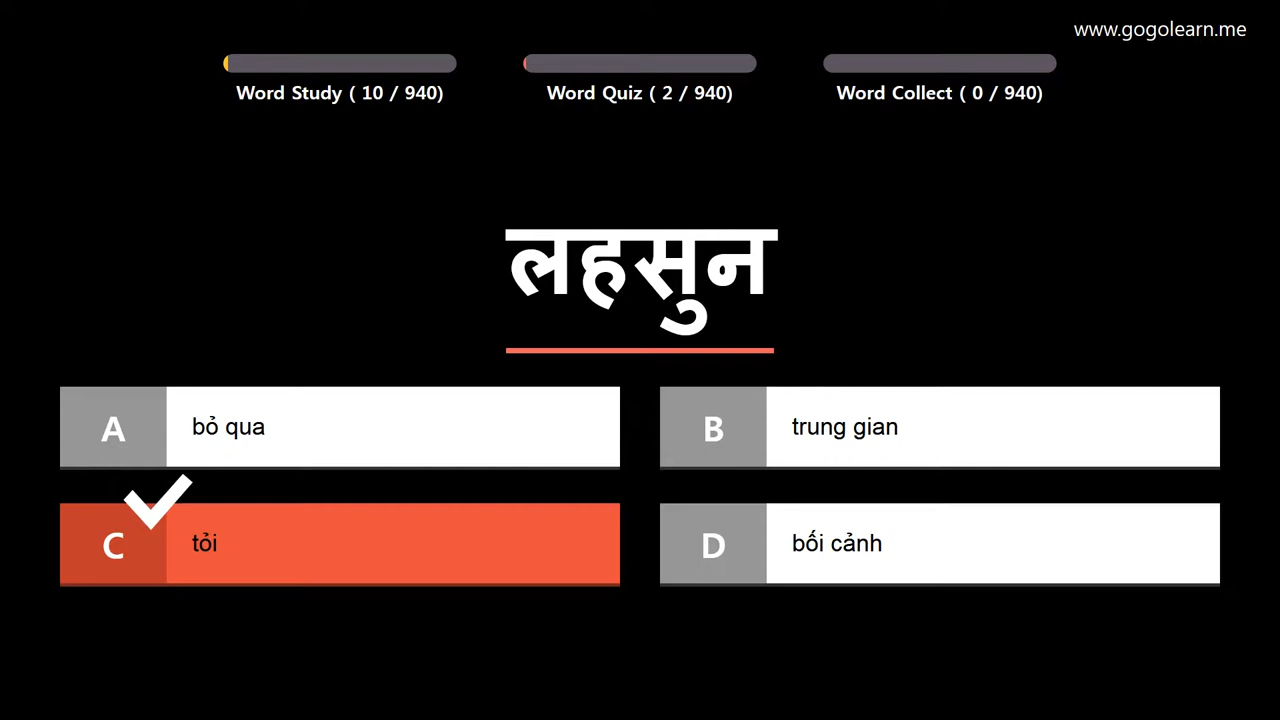 www.gogolearn.me
Word Study ( 10 / 940)
Word Quiz ( 2 / 940)
Word Collect ( 0 / 940)
लहसुन
A bỏ qua
B trung gian
C tỏi
D bối cảnh